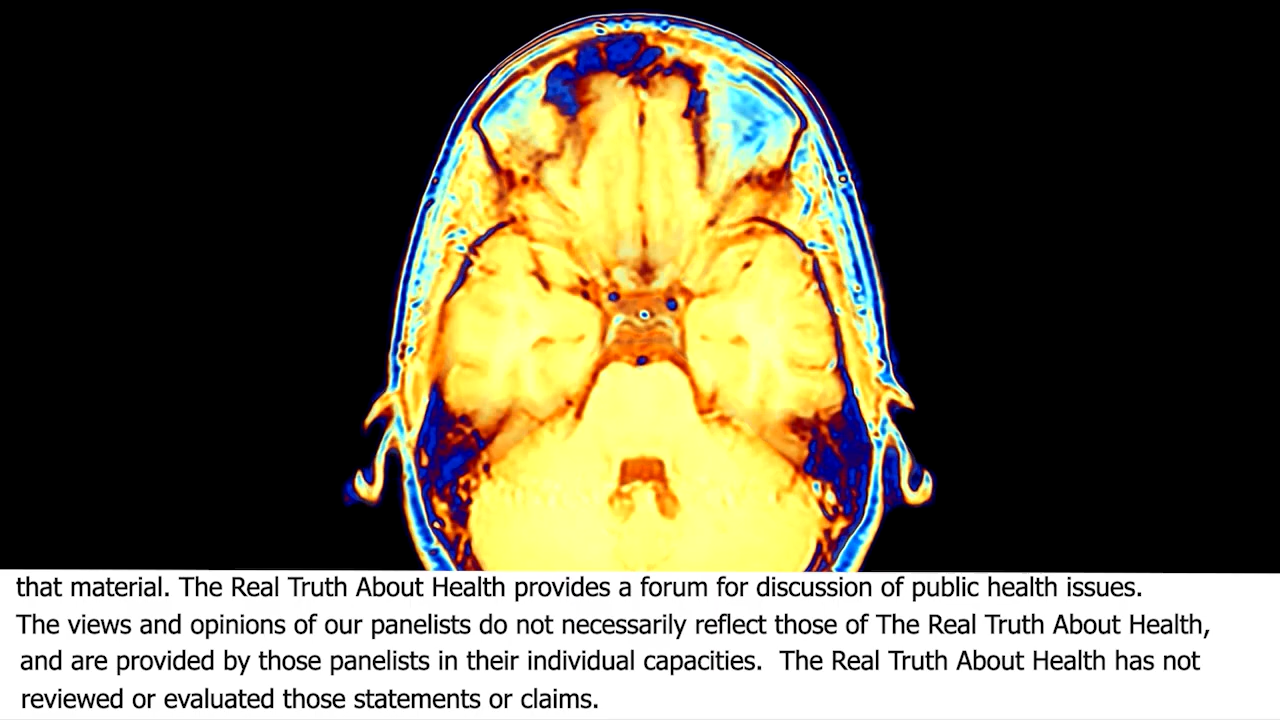 that material. The Real Truth About Health provides a forum for discussion of public health issues.
The views and opinions of our panelists do not necessarily reflect those of The Real Truth About Health,
and are provided by those panelists in their individual capacities.  The Real Truth About Health has not
reviewed or evaluated those statements or claims.